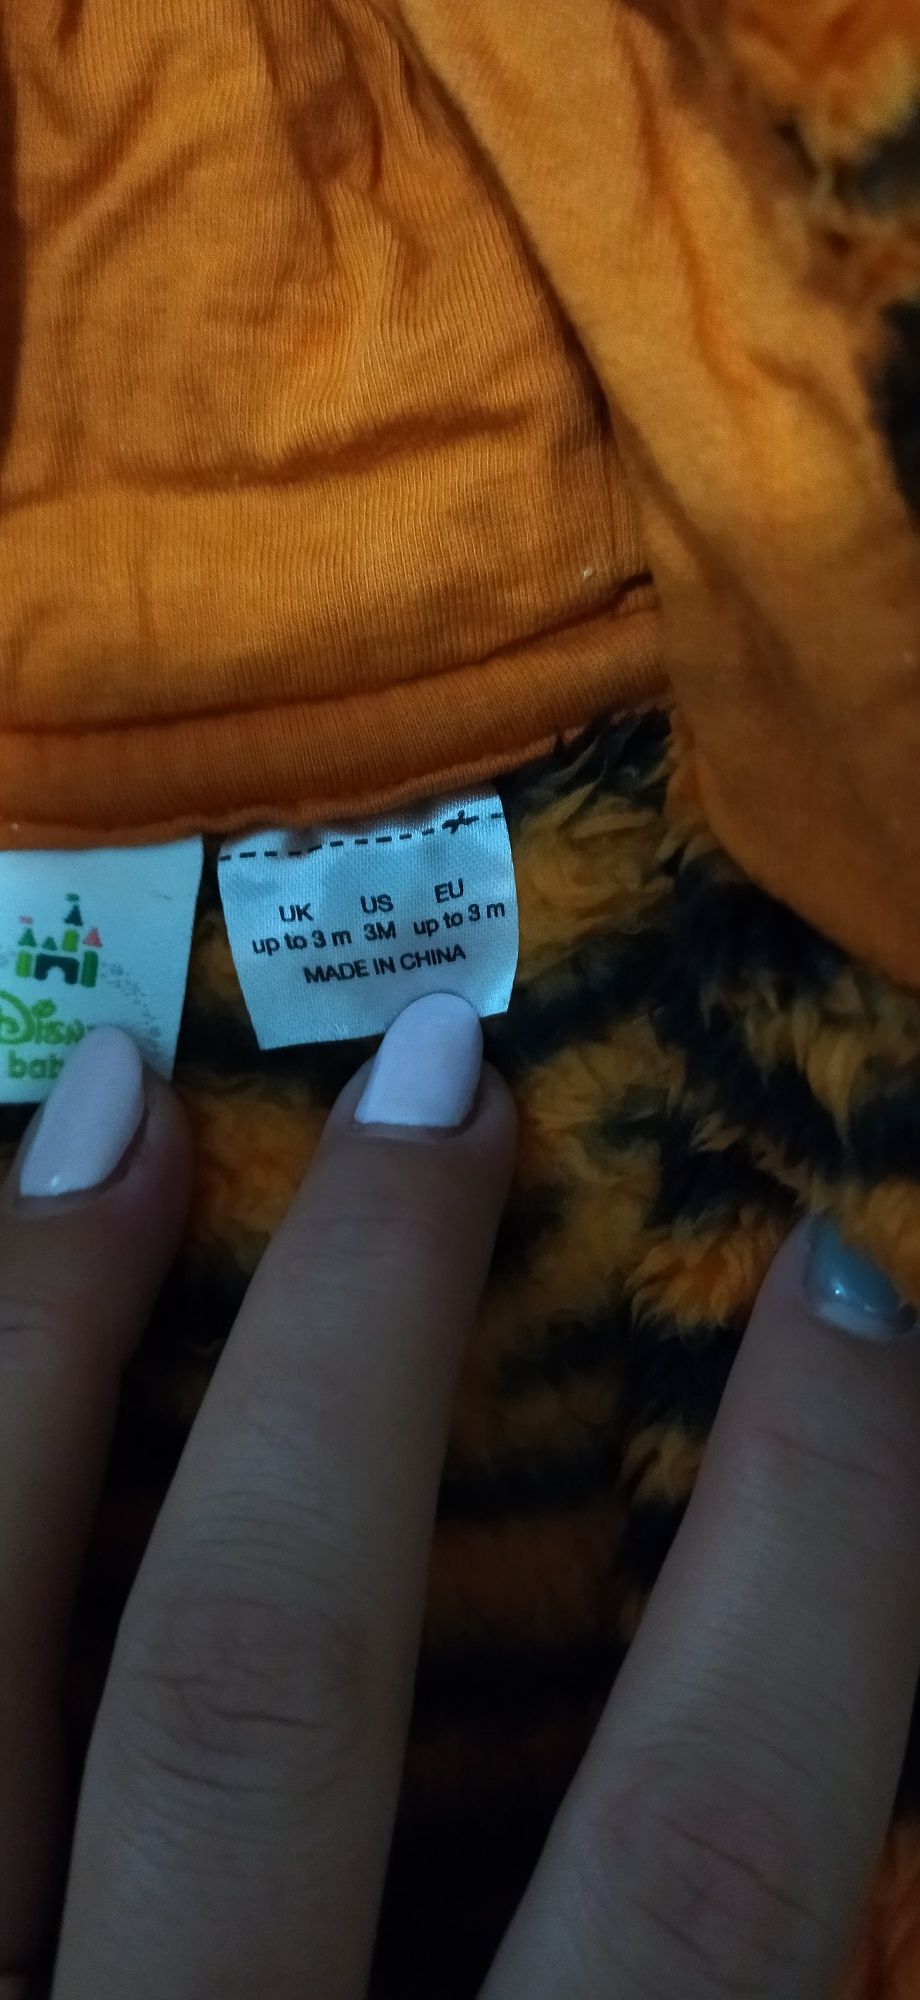 UK US EU
up to 3 m 3M up to 3 m
MADE IN CHINA